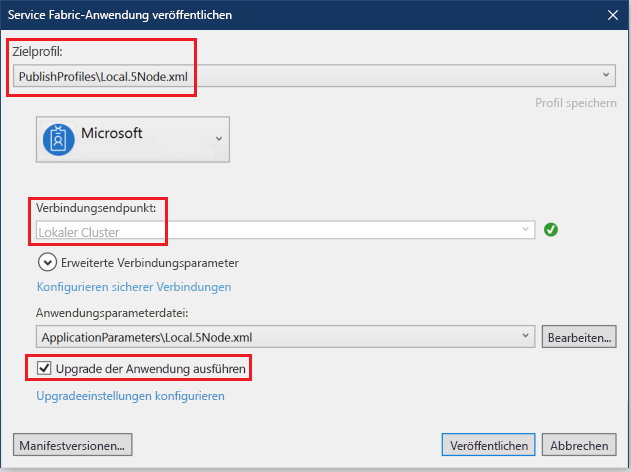 Service Fabric-Anwendung veröffentlichen
Zielprofil:
PublishProfiles\Local.5Node.xml
Profil speichern
Microsoft
Verbindungsendpunkt:
Lokaler Cluster
Erweiterte Verbindungsparameter
Konfigurieren sicherer Verbindungen
Anwendungsparameterdatei:
ApplicationParameters\Local.5Node.xml
Bearbeiten...
Upgrade der Anwendung ausführen
Upgradeeinstellungen konfigurieren
Manifestversionen...
Veröffentlichen
Abbrechen